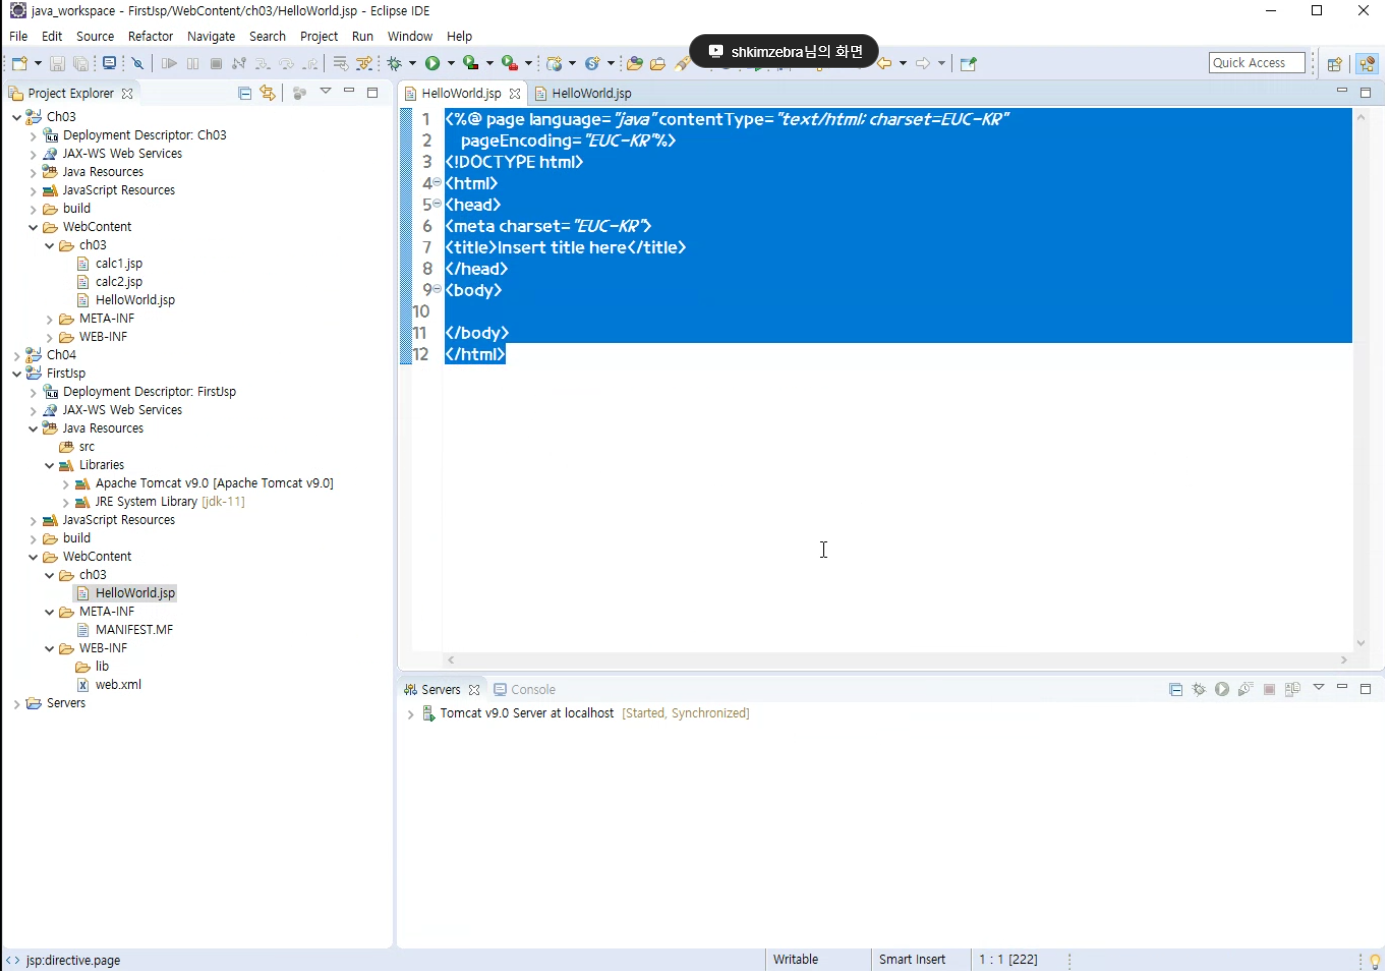 java_workspace - FirstJsp/WebContent/ch03/HelloWorld.jsp - Eclipse IDE
File Edit Source Refactor Navigate Search Project Run Window Help
shkimzebra님의 화면
Quick Access
Project Explorer
HelloWorld.jsp
HelloWorld.jsp
Ch03
Deployment Descriptor: Ch03
JAX-WS Web Services
Java Resources
JavaScript Resources
build
WebContent
ch03
calc1.jsp
calc2.jsp
HelloWorld.jsp
META-INF
WEB-INF
Ch04
FirstJsp
Deployment Descriptor: FirstJsp
JAX-WS Web Services
Java Resources
src
Libraries
Apache Tomcat v9.0 [Apache Tomcat v9.0]
JRE System Library [jdk-11]
JavaScript Resources
build
WebContent
ch03
HelloWorld.jsp
META-INF
MANIFEST.MF
WEB-INF
lib
web.xml
Servers
1 <%@ page language="java" contentType="text/html; charset=EUC-KR"
2 pageEncoding="EUC-KR"%>
3 <!DOCTYPE html>
4 <html>
5 <head>
6 <meta charset="EUC-KR">
7 <title>Insert title here</title>
8 </head>
9 <body>
10
11 </body>
12 </html>
Servers Console
Tomcat v9.0 Server at localhost [Started, Synchronized]
jsp:directive.page Writable Smart Insert 1 : 1 [222]